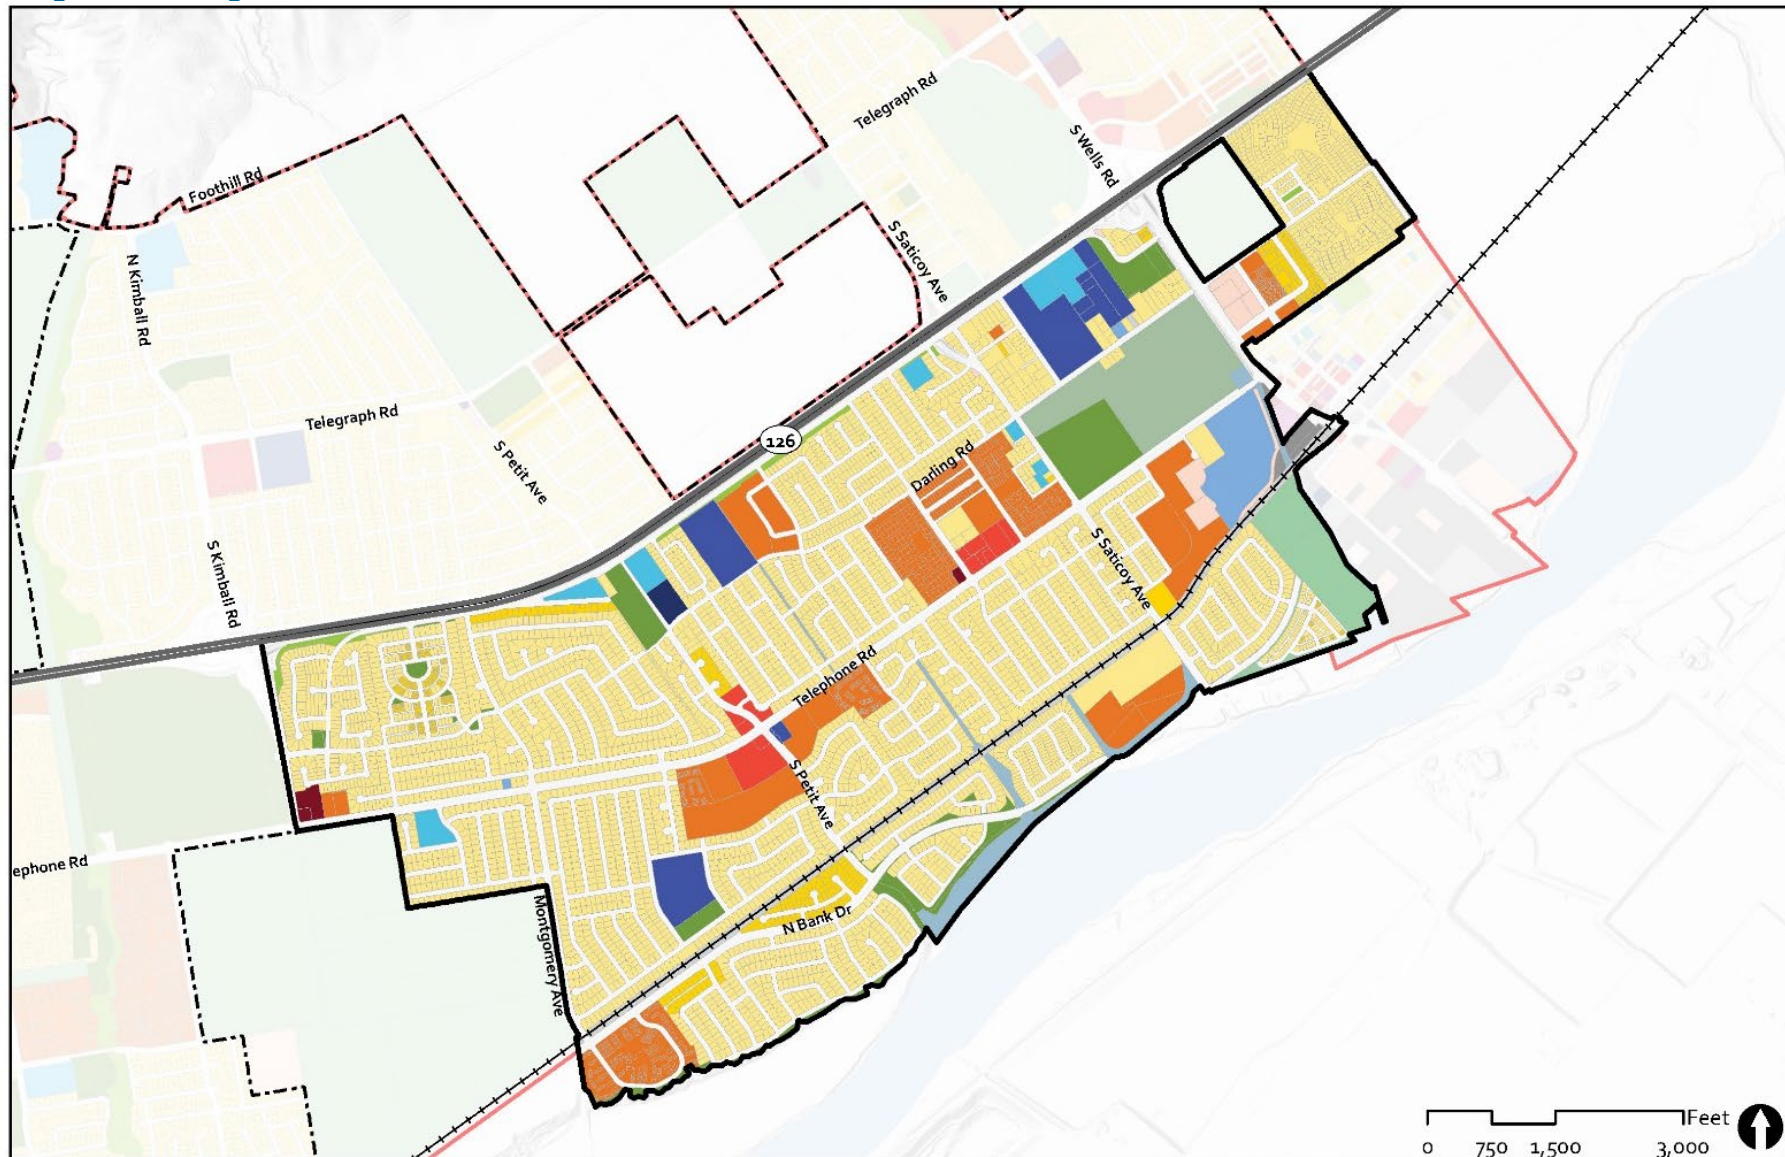 Telegraph Rd
S Wells Rd
Foothill Rd
S Saticoy Ave
N Kimball Rd
Telegraph Rd
126
S Petit Ave
Darling Rd
S Kimball Rd
S Saticoy Ave
Telephone Rd
S Petit Ave
ephone Rd
N Bank Dr
Montgomery Ave
Feet
0 750 1,500 3,000